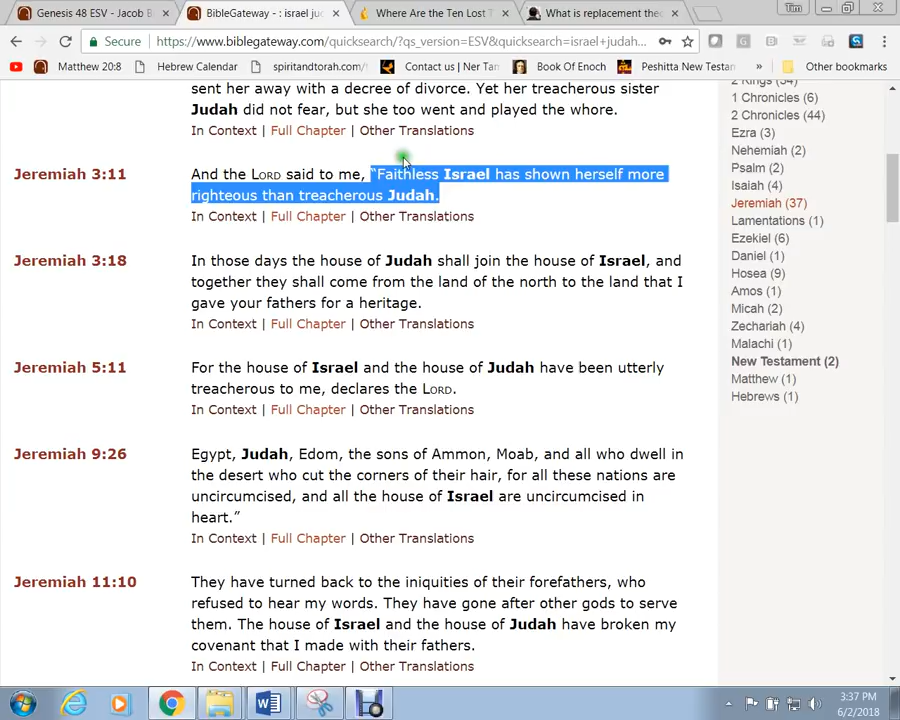 Genesis 48 ESV - Jacob B
BibleGateway - : israel jud
Where Are the Ten Lost T
What is replacement the
Tim
Secure
https://www.biblegateway.com/quicksearch/?qs_version=ESV&quicksearch=israel+judah...
Matthew 20:8
Hebrew Calendar
spiritandtorah.com/
Contact Us | Ner Tan
Book Of Enoch
Peshitta New Testan
»
Other bookmarks
sent her away with a decree of divorce. Yet her treacherous sister
Judah did not fear, but she too went and played the whore.
In Context | Full Chapter | Other Translations
Jeremiah 3:11
And the LORD said to me, “Faithless Israel has shown herself more
righteous than treacherous Judah.
In Context | Full Chapter | Other Translations
Jeremiah 3:18
In those days the house of Judah shall join the house of Israel, and
together they shall come from the land of the north to the land that I
gave your fathers for a heritage.
In Context | Full Chapter | Other Translations
Jeremiah 5:11
For the house of Israel and the house of Judah have been utterly
treacherous to me, declares the LORD.
In Context | Full Chapter | Other Translations
Jeremiah 9:26
Egypt, Judah, Edom, the sons of Ammon, Moab, and all who dwell in
the desert who cut the corners of their hair, for all these nations are
uncircumcised, and all the house of Israel are uncircumcised in
heart.”
In Context | Full Chapter | Other Translations
Jeremiah 11:10
They have turned back to the iniquities of their forefathers, who
refused to hear my words. They have gone after other gods to serve
them. The house of Israel and the house of Judah have broken my
covenant that I made with their fathers.
In Context | Full Chapter | Other Translations
2 Kings (54)
1 Chronicles (6)
2 Chronicles (44)
Ezra (3)
Nehemiah (2)
Psalm (2)
Isaiah (4)
Jeremiah (37)
Lamentations (1)
Ezekiel (6)
Daniel (1)
Hosea (9)
Amos (1)
Micah (2)
Zechariah (4)
Malachi (1)
New Testament (2)
Matthew (1)
Hebrews (1)
3:37 PM
6/2/2018